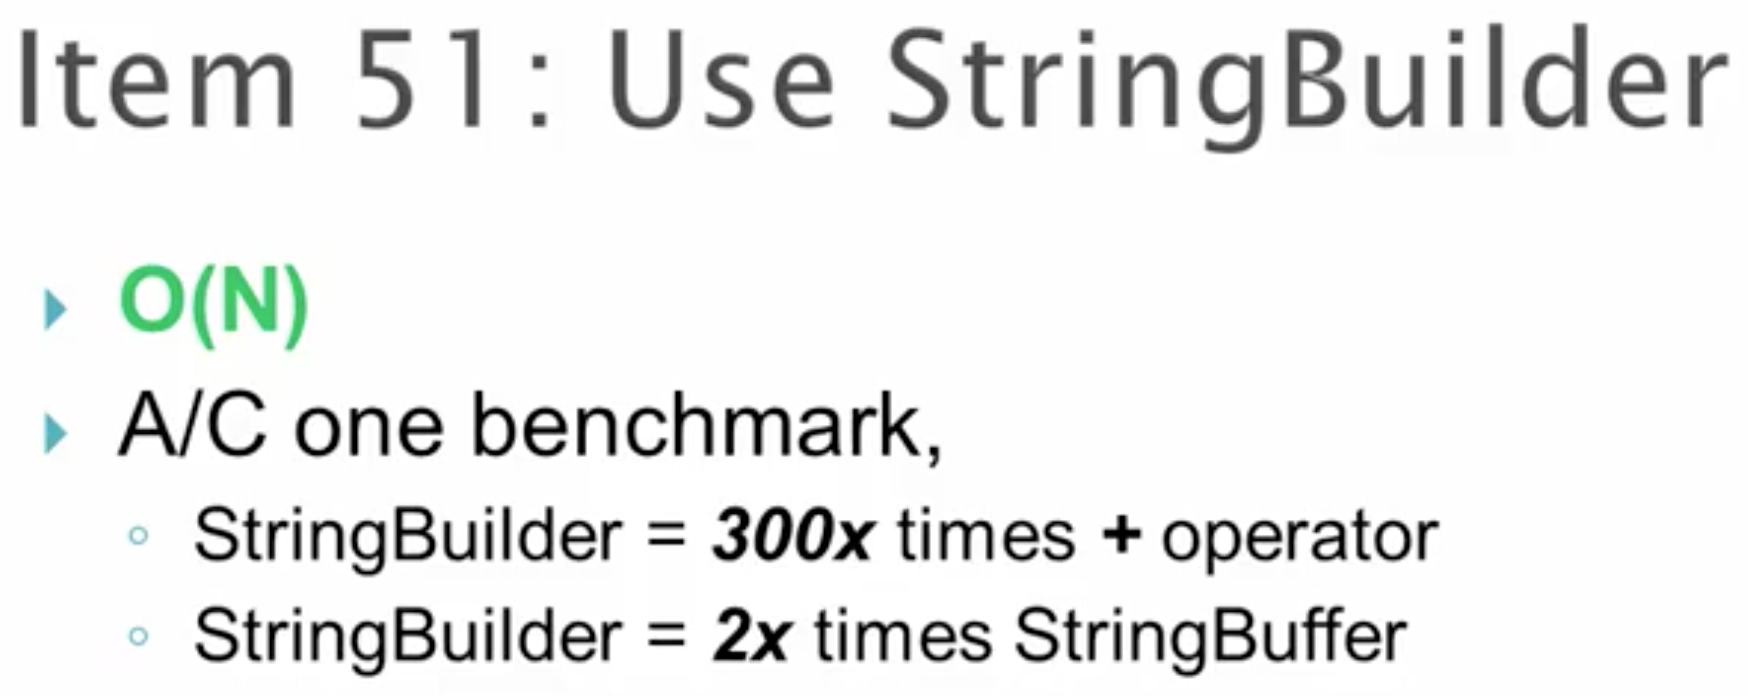 Item 51: Use StringBuilder
O(N)
A/C one benchmark,
StringBuilder = 300x times + operator
StringBuilder = 2x times StringBuffer